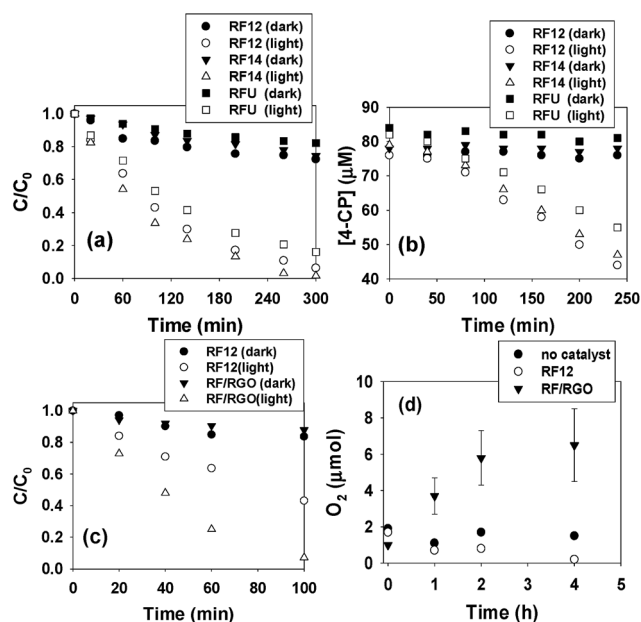 (a)
RF12 (dark)
RF12 (light)
RF14 (dark)
RF14 (light)
RFU (dark)
RFU (light)
C/C0
1.0
0.8
0.6
0.4
0.2
0.0
0 60 120 180 240 300
Time (min)
(b)
RF12 (dark)
RF12 (light)
RF14 (dark)
RF14 (light)
RFU (dark)
RFU (light)
[4-CP] (µM)
90
80
70
60
50
40
0 50 100 150 200 250
Time (min)
(c)
RF12 (dark)
RF12(light)
RF/RGO (dark)
RF/RGO(light)
C/C0
1.0
0.8
0.6
0.4
0.2
0.0
0 20 40 60 80 100
Time (min)
(d)
no catalyst
RF12
RF/RGO
O2 (µmol)
10
8
6
4
2
0
0 1 2 3 4 5
Time (h)